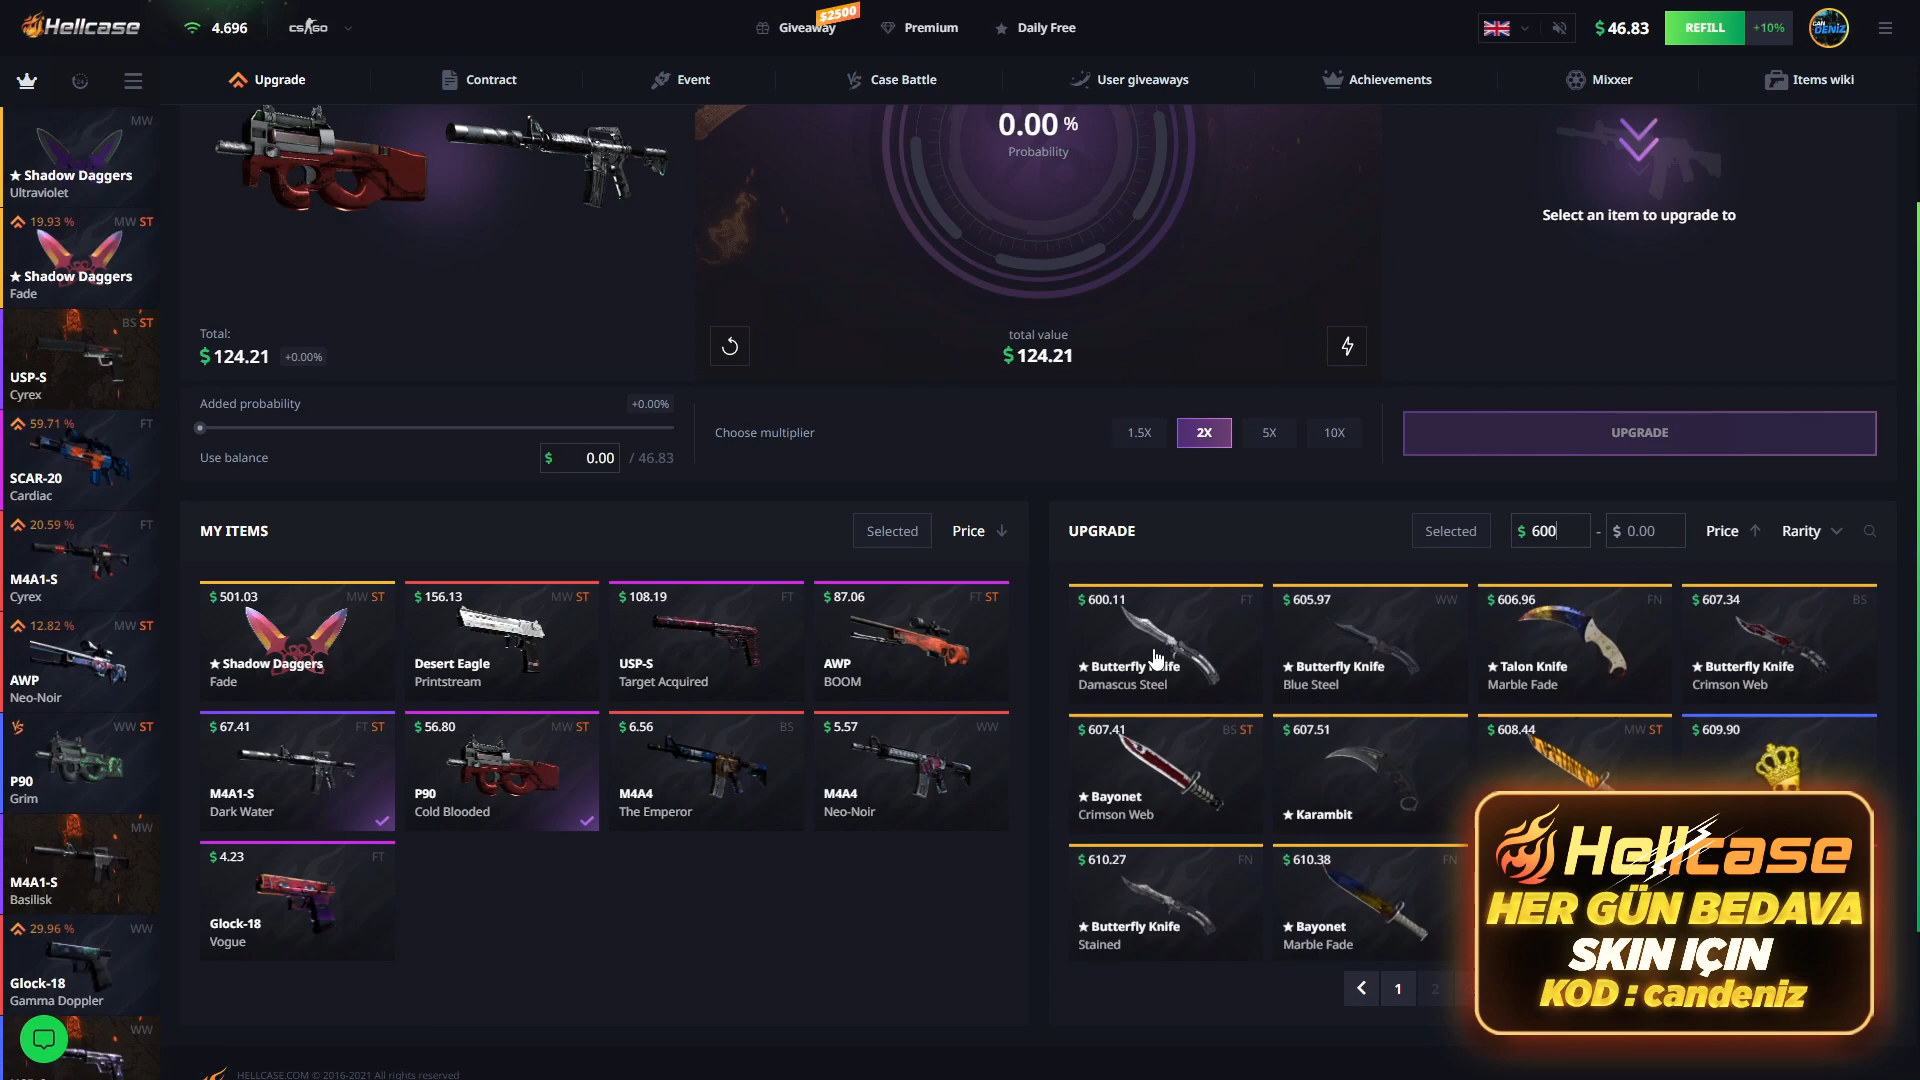 Hellcase
4.696
CS:GO
Giveaway
$2500
Premium
Daily Free
$ 46.83
REFILL
+10%
CAN DENİZ
Upgrade
Contract
Event
Case Battle
User giveaways
Achievements
Mixxer
Items wiki
MW
★ Shadow Daggers
Ultraviolet
19.93 %
MW ST
★ Shadow Daggers
Fade
BS ST
USP-S
Cyrex
59.71 %
FT
SCAR-20
Cardiac
20.59 %
FT
M4A1-S
Cyrex
12.82 %
MW ST
AWP
Neo-Noir
WW ST
P90
Grim
MW
M4A1-S
Basilisk
29.96 %
WW
Glock-18
Gamma Doppler
WW
0.00 %
Probability
Select an item to upgrade to
Total:
$ 124.21
+0.00%
total value
$ 124.21
Added probability
+0.00%
Use balance
$ 0.00
/ 46.83
Choose multiplier
1.5X
2X
5X
10X
UPGRADE
MY ITEMS
Selected
Price
$ 501.03
MW ST
★ Shadow Daggers
Fade
$ 156.13
MW ST
Desert Eagle
Printstream
$ 108.19
FT
USP-S
Target Acquired
$ 87.06
FT ST
AWP
BOOM
$ 67.41
FT ST
M4A1-S
Dark Water
$ 56.80
MW ST
P90
Cold Blooded
$ 6.56
BS
M4A4
The Emperor
$ 5.57
WW
M4A4
Neo-Noir
$ 4.23
FT
Glock-18
Vogue
UPGRADE
Selected
$ 600
-
$ 0.00
Price
Rarity
$ 600.11
FT
★ Butterfly Knife
Damascus Steel
$ 605.97
WW
★ Butterfly Knife
Blue Steel
$ 606.96
FN
★ Talon Knife
Marble Fade
$ 607.34
BS
★ Butterfly Knife
Crimson Web
$ 607.41
BS ST
★ Bayonet
Crimson Web
$ 607.51
★ Karambit
$ 608.44
MW ST
$ 609.90
$ 610.27
FN
★ Butterfly Knife
Stained
$ 610.38
FN
★ Bayonet
Marble Fade
1
2
Hellcase
HER GÜN BEDAVA
SKIN IÇIN
KOD : candeniz
HELLCASE.COM © 2016-2021 All rights reserved